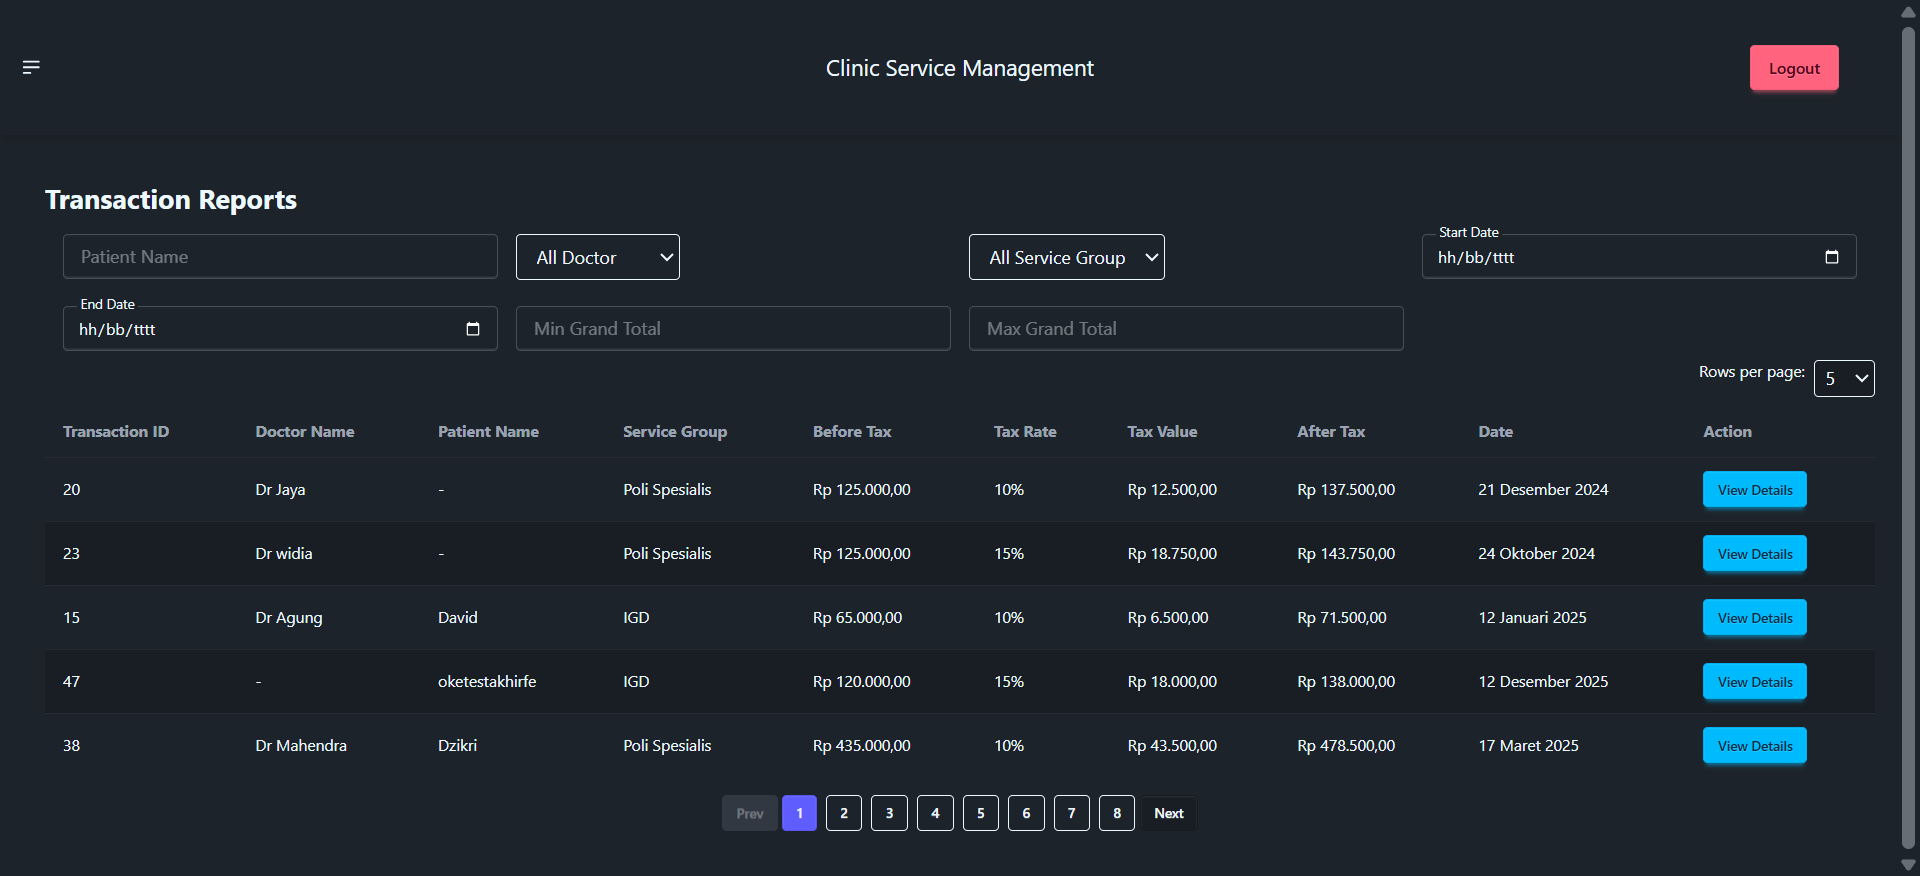 Clinic Service Management
Logout
Transaction Reports
Patient Name
All Doctor
All Service Group
Start Date
hh/bb/tttt
End Date
hh/bb/tttt
Min Grand Total
Max Grand Total
Rows per page: 5
Transaction ID Doctor Name Patient Name Service Group Before Tax Tax Rate Tax Value After Tax Date Action
20 Dr Jaya - Poli Spesialis Rp 125.000,00 10% Rp 12.500,00 Rp 137.500,00 21 Desember 2024 View Details
23 Dr widia - Poli Spesialis Rp 125.000,00 15% Rp 18.750,00 Rp 143.750,00 24 Oktober 2024 View Details
15 Dr Agung David IGD Rp 65.000,00 10% Rp 6.500,00 Rp 71.500,00 12 Januari 2025 View Details
47 - oketestakhirfe IGD Rp 120.000,00 15% Rp 18.000,00 Rp 138.000,00 12 Desember 2025 View Details
38 Dr Mahendra Dzikri Poli Spesialis Rp 435.000,00 10% Rp 43.500,00 Rp 478.500,00 17 Maret 2025 View Details
Prev 1 2 3 4 5 6 7 8 Next